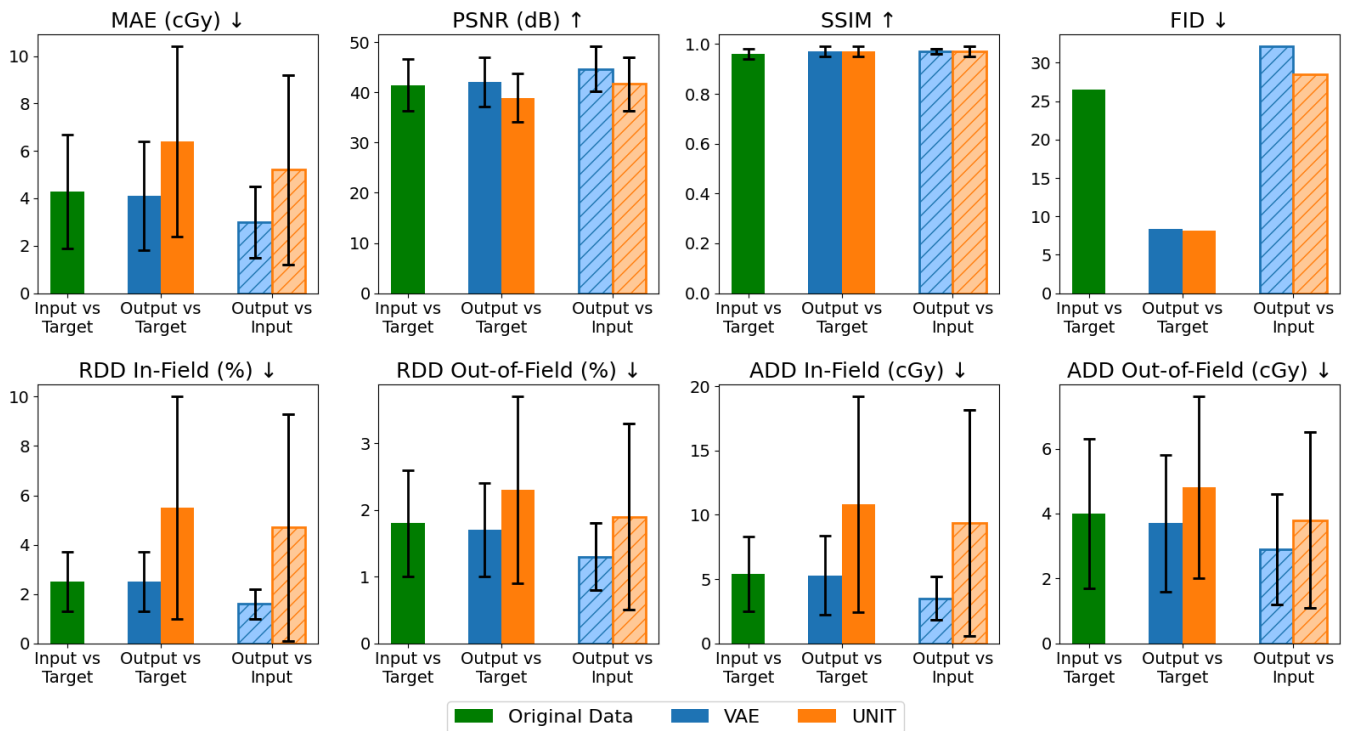 MAE (cGy) ↓
10
8
6
4
2
0
Input vs
Target
Output vs
Target
Output vs
Input
PSNR (dB) ↑
50
40
30
20
10
0
Input vs
Target
Output vs
Target
Output vs
Input
SSIM ↑
1.0
0.8
0.6
0.4
0.2
0.0
Input vs
Target
Output vs
Target
Output vs
Input
FID ↓
30
25
20
15
10
5
0
Input vs
Target
Output vs
Target
Output vs
Input
RDD In-Field (%) ↓
10
8
6
4
2
0
Input vs
Target
Output vs
Target
Output vs
Input
RDD Out-of-Field (%) ↓
3
2
1
0
Input vs
Target
Output vs
Target
Output vs
Input
ADD In-Field (cGy) ↓
20
15
10
5
0
Input vs
Target
Output vs
Target
Output vs
Input
ADD Out-of-Field (cGy) ↓
6
4
2
0
Input vs
Target
Output vs
Target
Output vs
Input
Original Data
VAE
UNIT